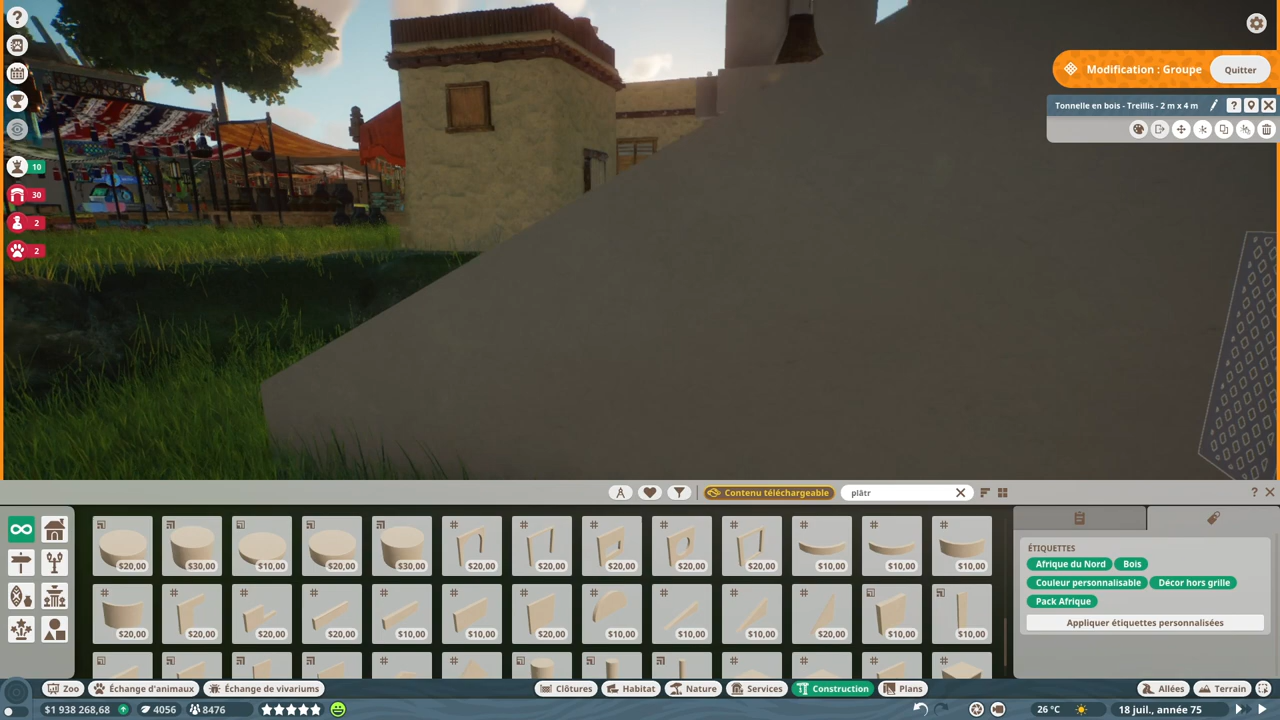 ?
Modification : Groupe
Quitter
Tonnelle en bois - Treillis - 2 m x 4 m
?
10
30
2
2
Contenu téléchargeable
plâtr
?
$20,00 $30,00 $10,00 $20,00 $30,00 $20,00 $20,00 $20,00 $20,00 $20,00 $10,00 $10,00 $10,00
$20,00 $20,00 $20,00 $20,00 $10,00 $10,00 $20,00 $10,00 $10,00 $10,00 $20,00 $10,00 $10,00
ÉTIQUETTES
Afrique du Nord Bois
Couleur personnalisable Décor hors grille
Pack Afrique
Appliquer étiquettes personnalisées
Zoo Échange d'animaux Échange de vivariums Clôtures Habitat Nature Services Construction Plans Allées Terrain
$1 938 268,68 4056 8476 26 °C 18 juil., année 75